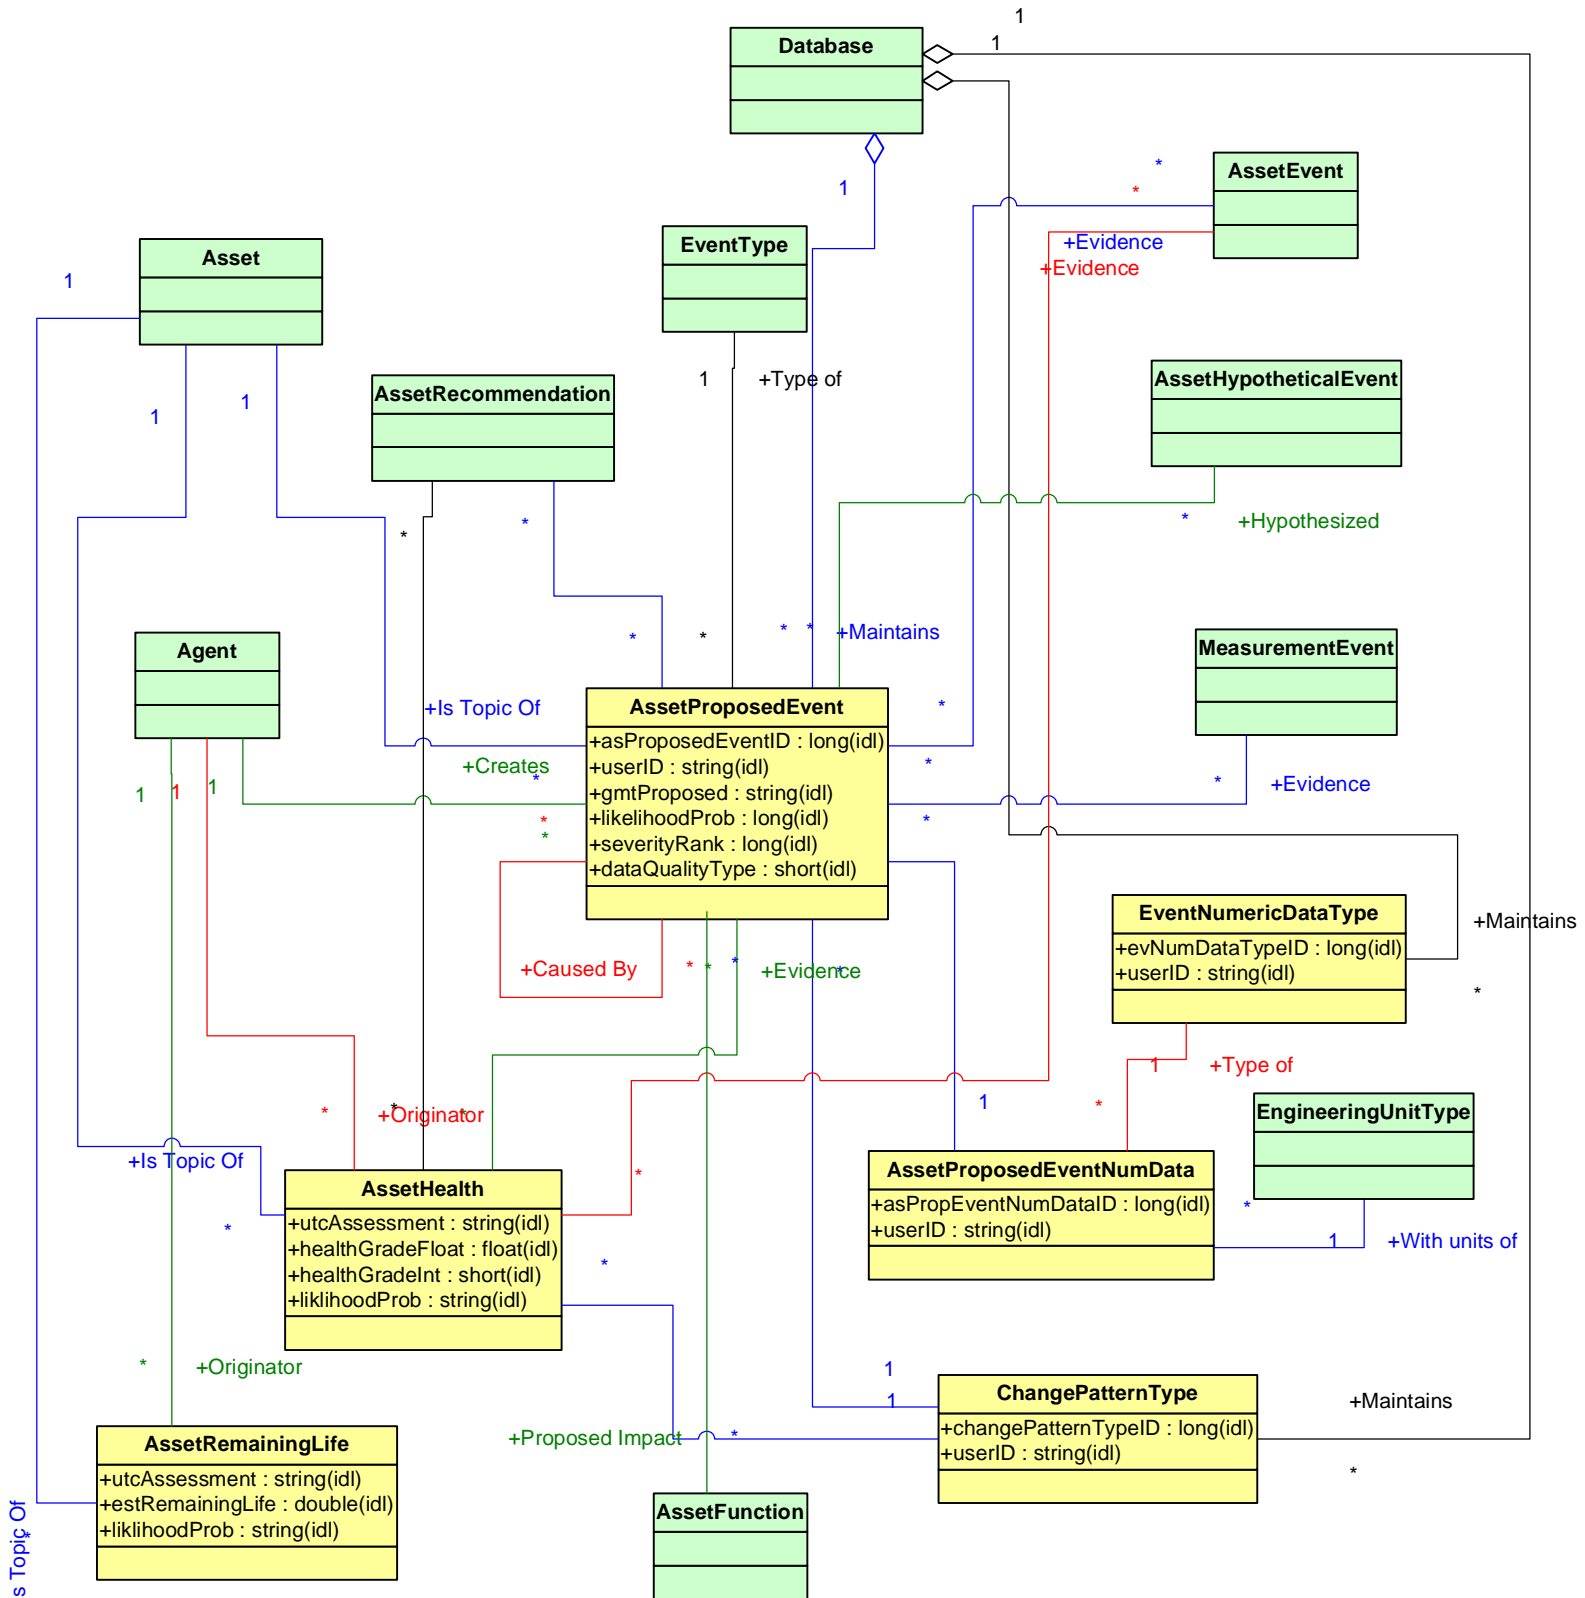 1
Database
1
AssetEvent
*
*
1
EventType
Asset
+Evidence
+Evidence
1
AssetHypotheticalEvent
AssetRecommendation
1
+Type of
1
1
*
*
*
+Hypothesized
Agent
*
*
*
*
+Maintains
MeasurementEvent
+Is Topic Of
AssetProposedEvent
*
+asProposedEventID : long(idl)
+userID : string(idl)
+gmtProposed : string(idl)
+likelihoodProb : long(idl)
+severityRank : long(idl)
+dataQualityType : short(idl)
+Creates
*
*
*
+Evidence
1
1
1
*
*
*
EventNumericDataType
+evNumDataTypeID : long(idl)
+userID : string(idl)
+Maintains
*
+Caused By
*
*
*
+Evidence
*
1
+Type of
*
*
+Originator
*
*
1
EngineeringUnitType
+Is Topic Of
*
AssetProposedEventNumData
+asPropEventNumDataID : long(idl)
+userID : string(idl)
*
1
+With units of
AssetHealth
+utcAssessment : string(idl)
+healthGradeFloat : float(idl)
+healthGradeInt : short(idl)
+liklihoodProb : string(idl)
*
*
*
+Originator
1
1
ChangePatternType
+changePatternTypeID : long(idl)
+userID : string(idl)
+Maintains
*
+Proposed Impact
*
AssetRemainingLife
+utcAssessment : string(idl)
+estRemainingLife : double(idl)
+liklihoodProb : string(idl)
s Topic Of
*
AssetFunction